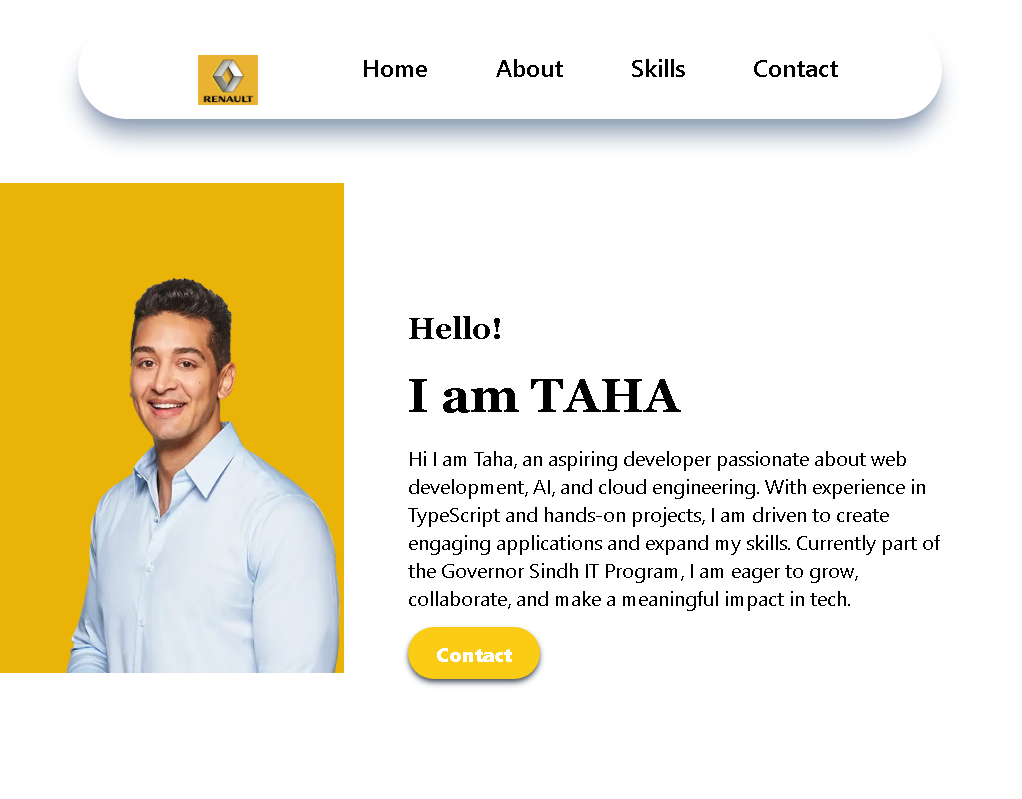 RENAULT
Home About Skills Contact
Hello!
I am TAHA
Hi I am Taha, an aspiring developer passionate about web
development, AI, and cloud engineering. With experience in
TypeScript and hands-on projects, I am driven to create
engaging applications and expand my skills. Currently part of
the Governor Sindh IT Program, I am eager to grow,
collaborate, and make a meaningful impact in tech.
Contact